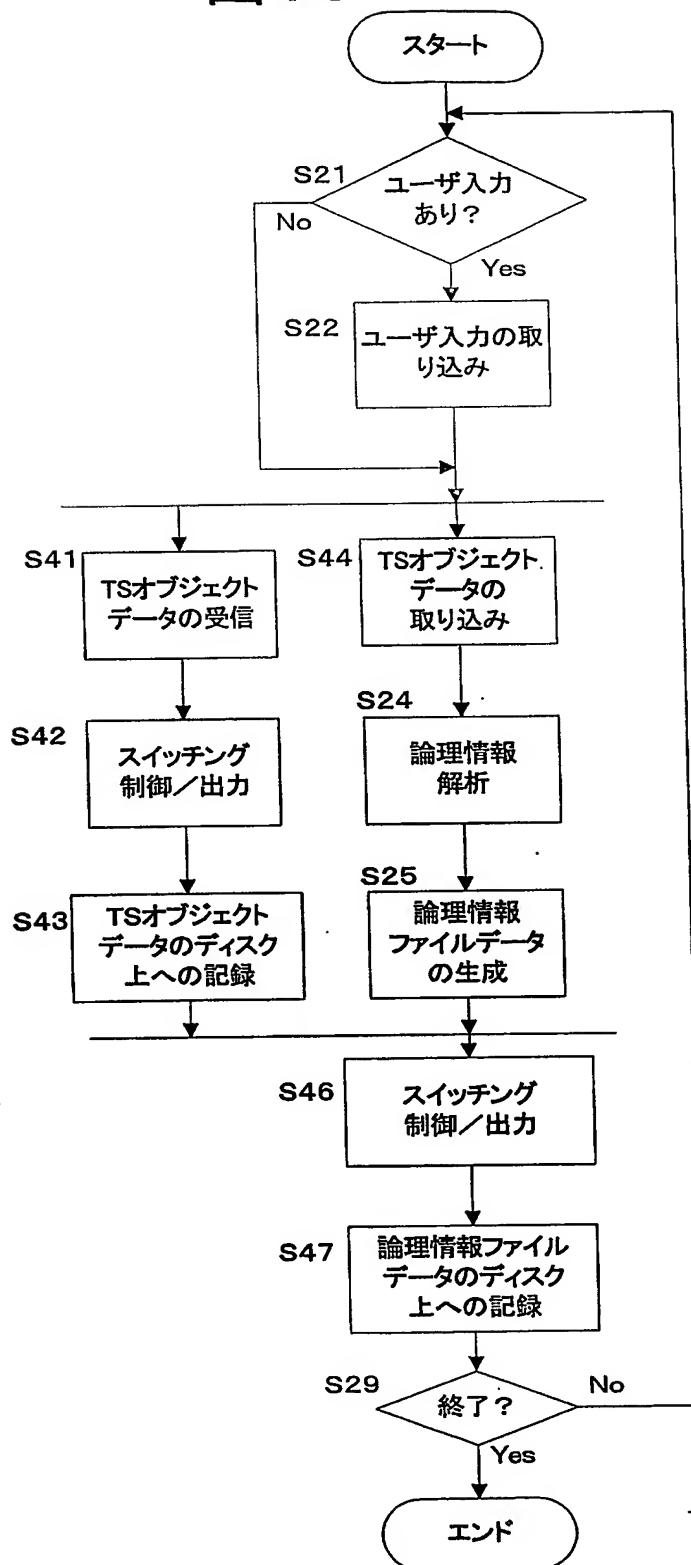 スタート
S21
ユーザ入力
あり?
No
Yes
S22
ユーザ入力の取
り込み
S41
TSオブジェクト
データの受信
S44
TSオブジェクト
データの
取り込み
S42
スイッチング
制御/出力
S24
論理情報
解析
S43
TSオブジェクト
データのディスク
上への記録
S25
論理情報
ファイルデータ
の生成
S46
スイッチング
制御/出力
S47
論理情報ファイル
データのディスク
上への記録
S29
終了?
No
Yes
エンド